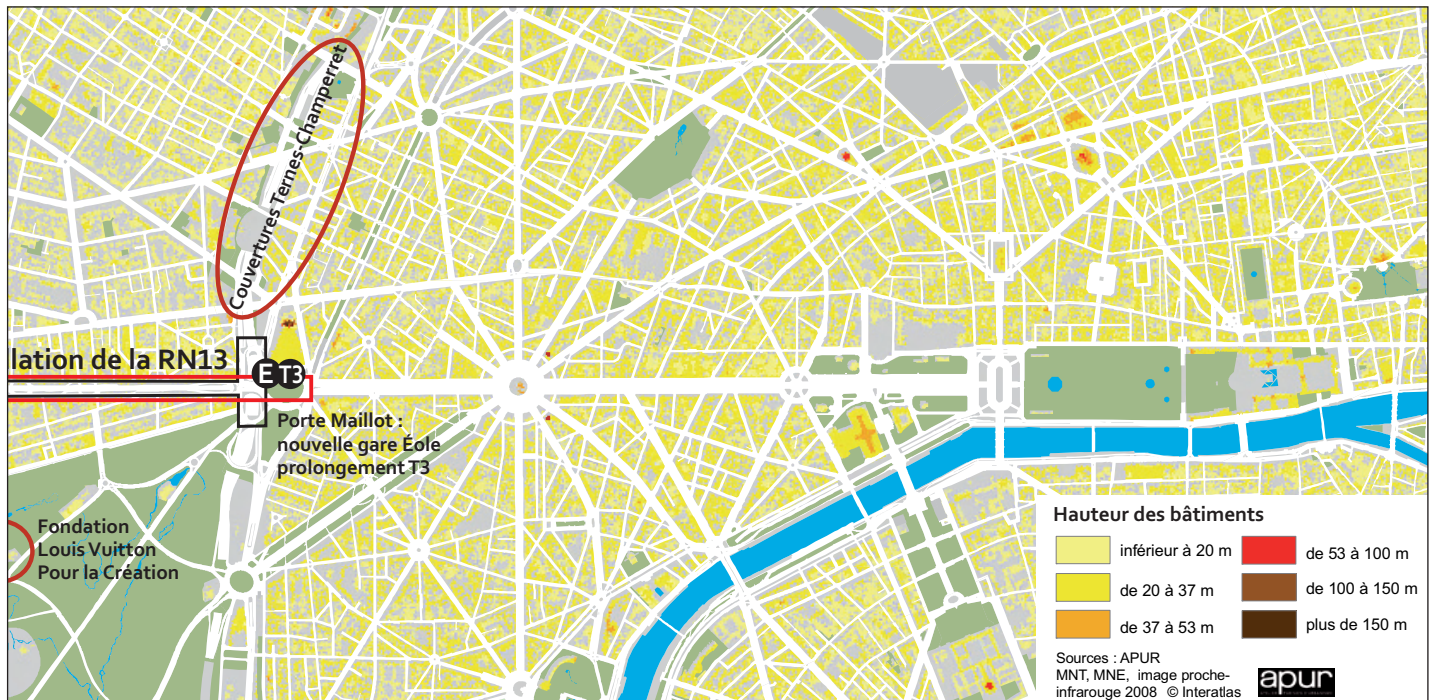 Couvertures Ternes-Champerret
lation de la RN13
E T3
Porte Maillot :
nouvelle gare Éole
prolongement T3
Fondation
Louis Vuitton
Pour la Création
Hauteur des bâtiments
inférieur à 20 m
de 53 à 100 m
de 20 à 37 m
de 100 à 150 m
de 37 à 53 m
plus de 150 m
Sources : APUR
MNT, MNE, image proche-
infrarouge 2008 © Interatlas
apur